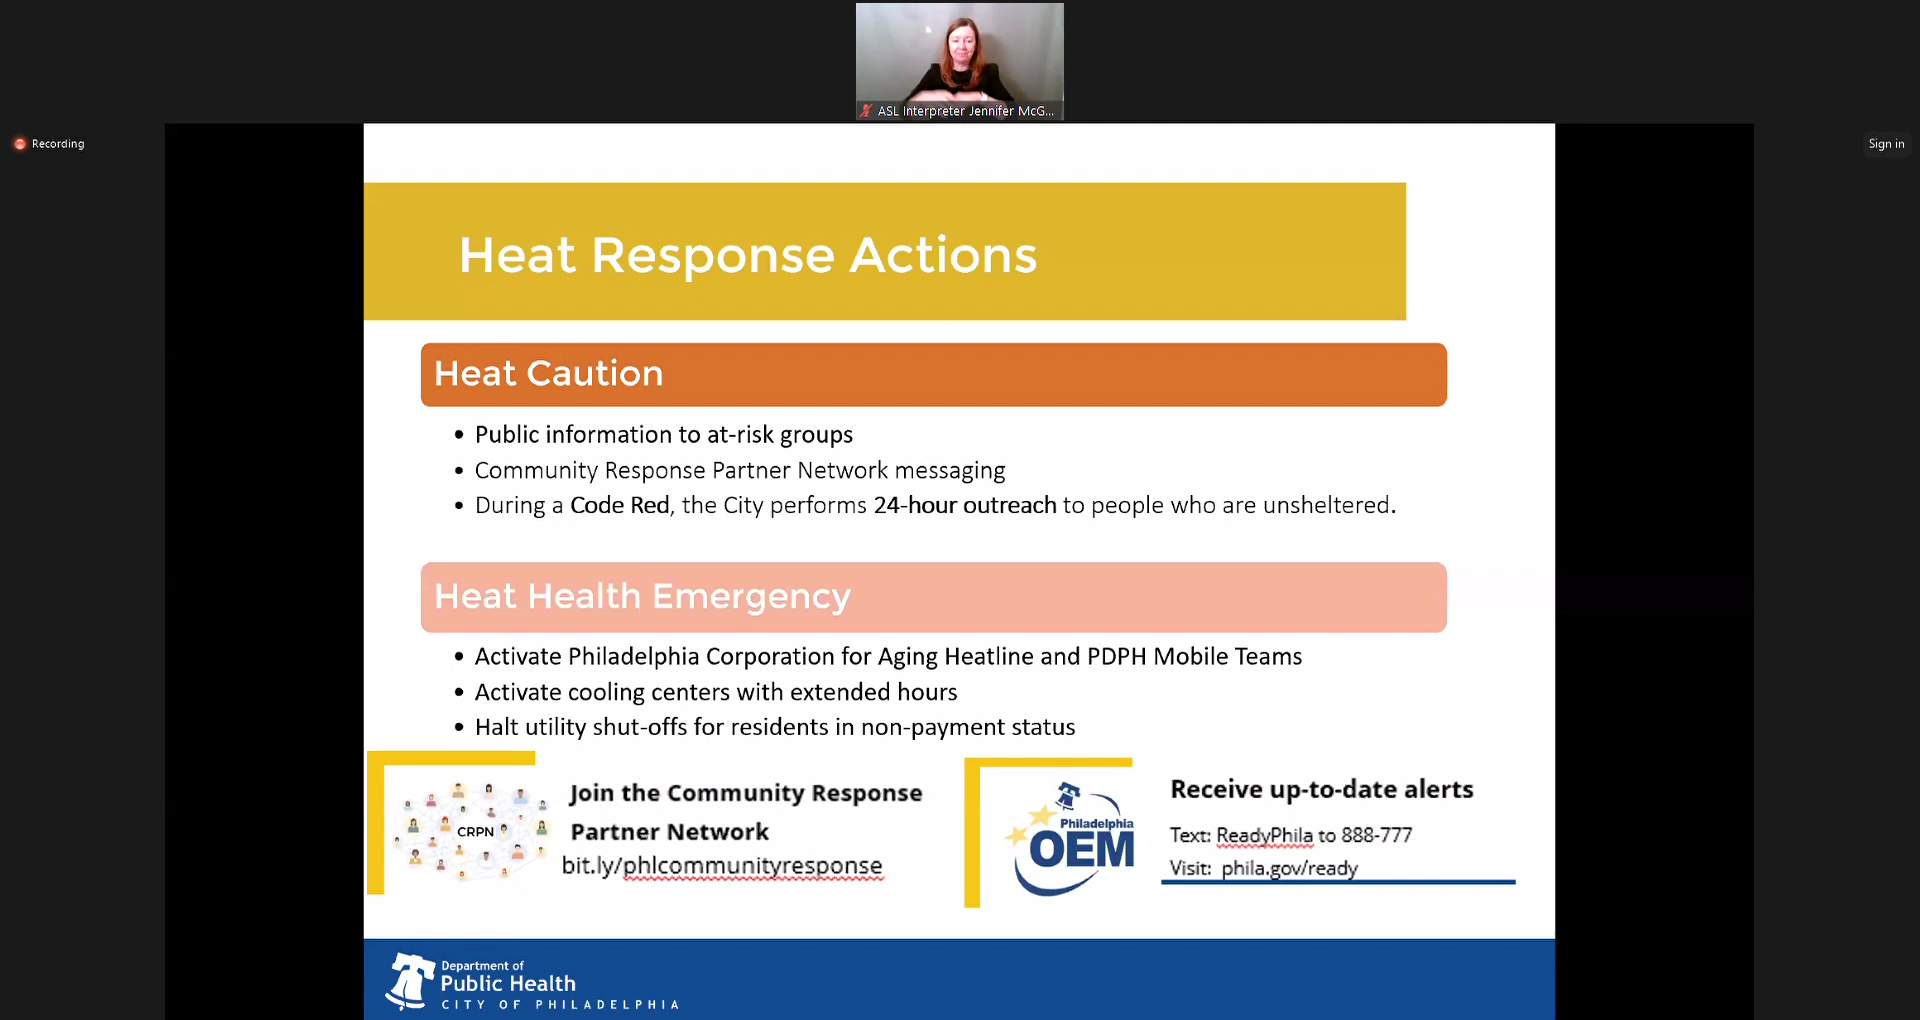 ASL Interpreter Jennifer McG...
Recording
Sign in
Heat Response Actions
Heat Caution
• Public information to at-risk groups
• Community Response Partner Network messaging
• During a Code Red, the City performs 24-hour outreach to people who are unsheltered.
Heat Health Emergency
• Activate Philadelphia Corporation for Aging Heatline and PDPH Mobile Teams
• Activate cooling centers with extended hours
• Halt utility shut-offs for residents in non-payment status
CRPN
Join the Community Response
Partner Network
bit.ly/phlcommunityresponse
Philadelphia
OEM
Receive up-to-date alerts
Text: ReadyPhila to 888-777
Visit: phila.gov/ready
Department of
Public Health
CITY OF PHILADELPHIA